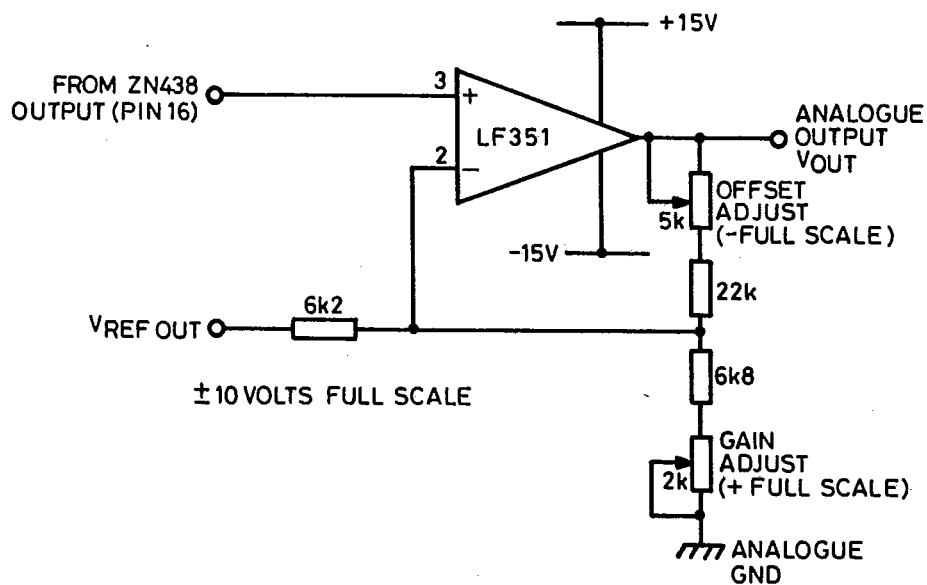 +15V
FROM ZN438
OUTPUT (PIN 16)
3
+
LF351
2
−
ANALOGUE
OUTPUT
VOUT
5k
OFFSET
ADJUST
(−FULL SCALE)
-15V
22k
6k2
VREF OUT
±10 VOLTS FULL SCALE
6k8
GAIN
ADJUST
(+ FULL SCALE)
2k
ANALOGUE
GND